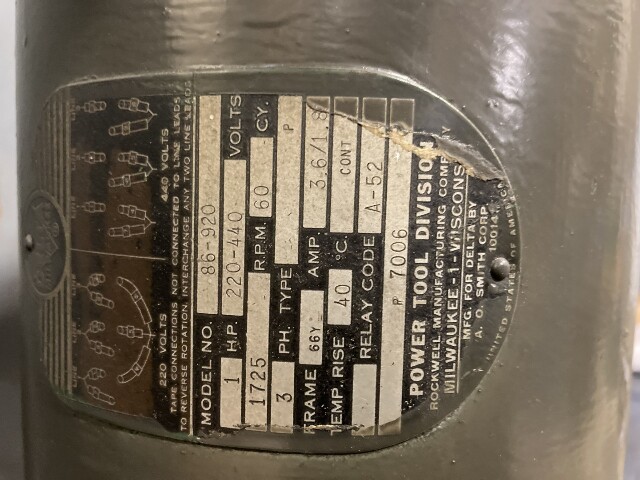 220 VOLTS 440 VOLTS
TAPE CONNECTIONS NOT CONNECTED TO LINE LEADS
TO REVERSE ROTATION, INTERCHANGE ANY TWO LINE LEADS
MODEL NO. 86-920
1 H.P. 220-440 VOLTS
1725 R.P.M. 60 CY.
3 PH. TYPE P
FRAME 66Y AMP. 3.6/1.8
TEMP. RISE 40 °C. CONT
RELAY CODE A-52
P 7006
POWER TOOL DIVISION
ROCKWELL MANUFACTURING COMPANY
MILWAUKEE-1-WISCONS
MFG. FOR DELTA BY
A. O. SMITH CORP.
UNITED STATES OF AMERICA